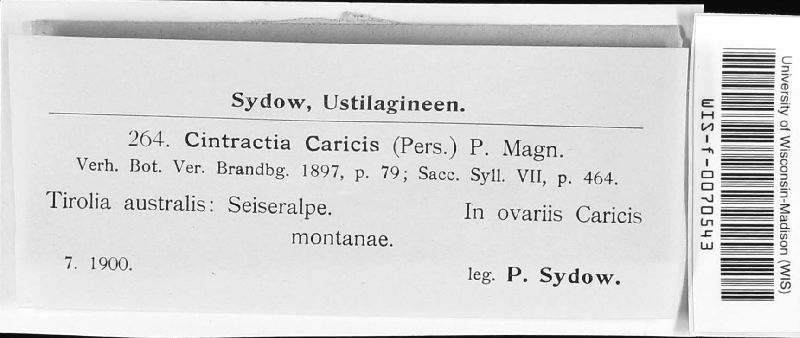 Sydow, Ustilagineen.
264. Cintractia Caricis (Pers.) P. Magn.
Verh. Bot. Ver. Brandbg. 1897, p. 79; Sacc. Syll. VII, p. 464.
Tirolia australis: Seiseralpe. In ovariis Caricis
montanae.
7. 1900. leg. P. Sydow.
University of Wisconsin-Madison (WIS)
WIS-f-0070543